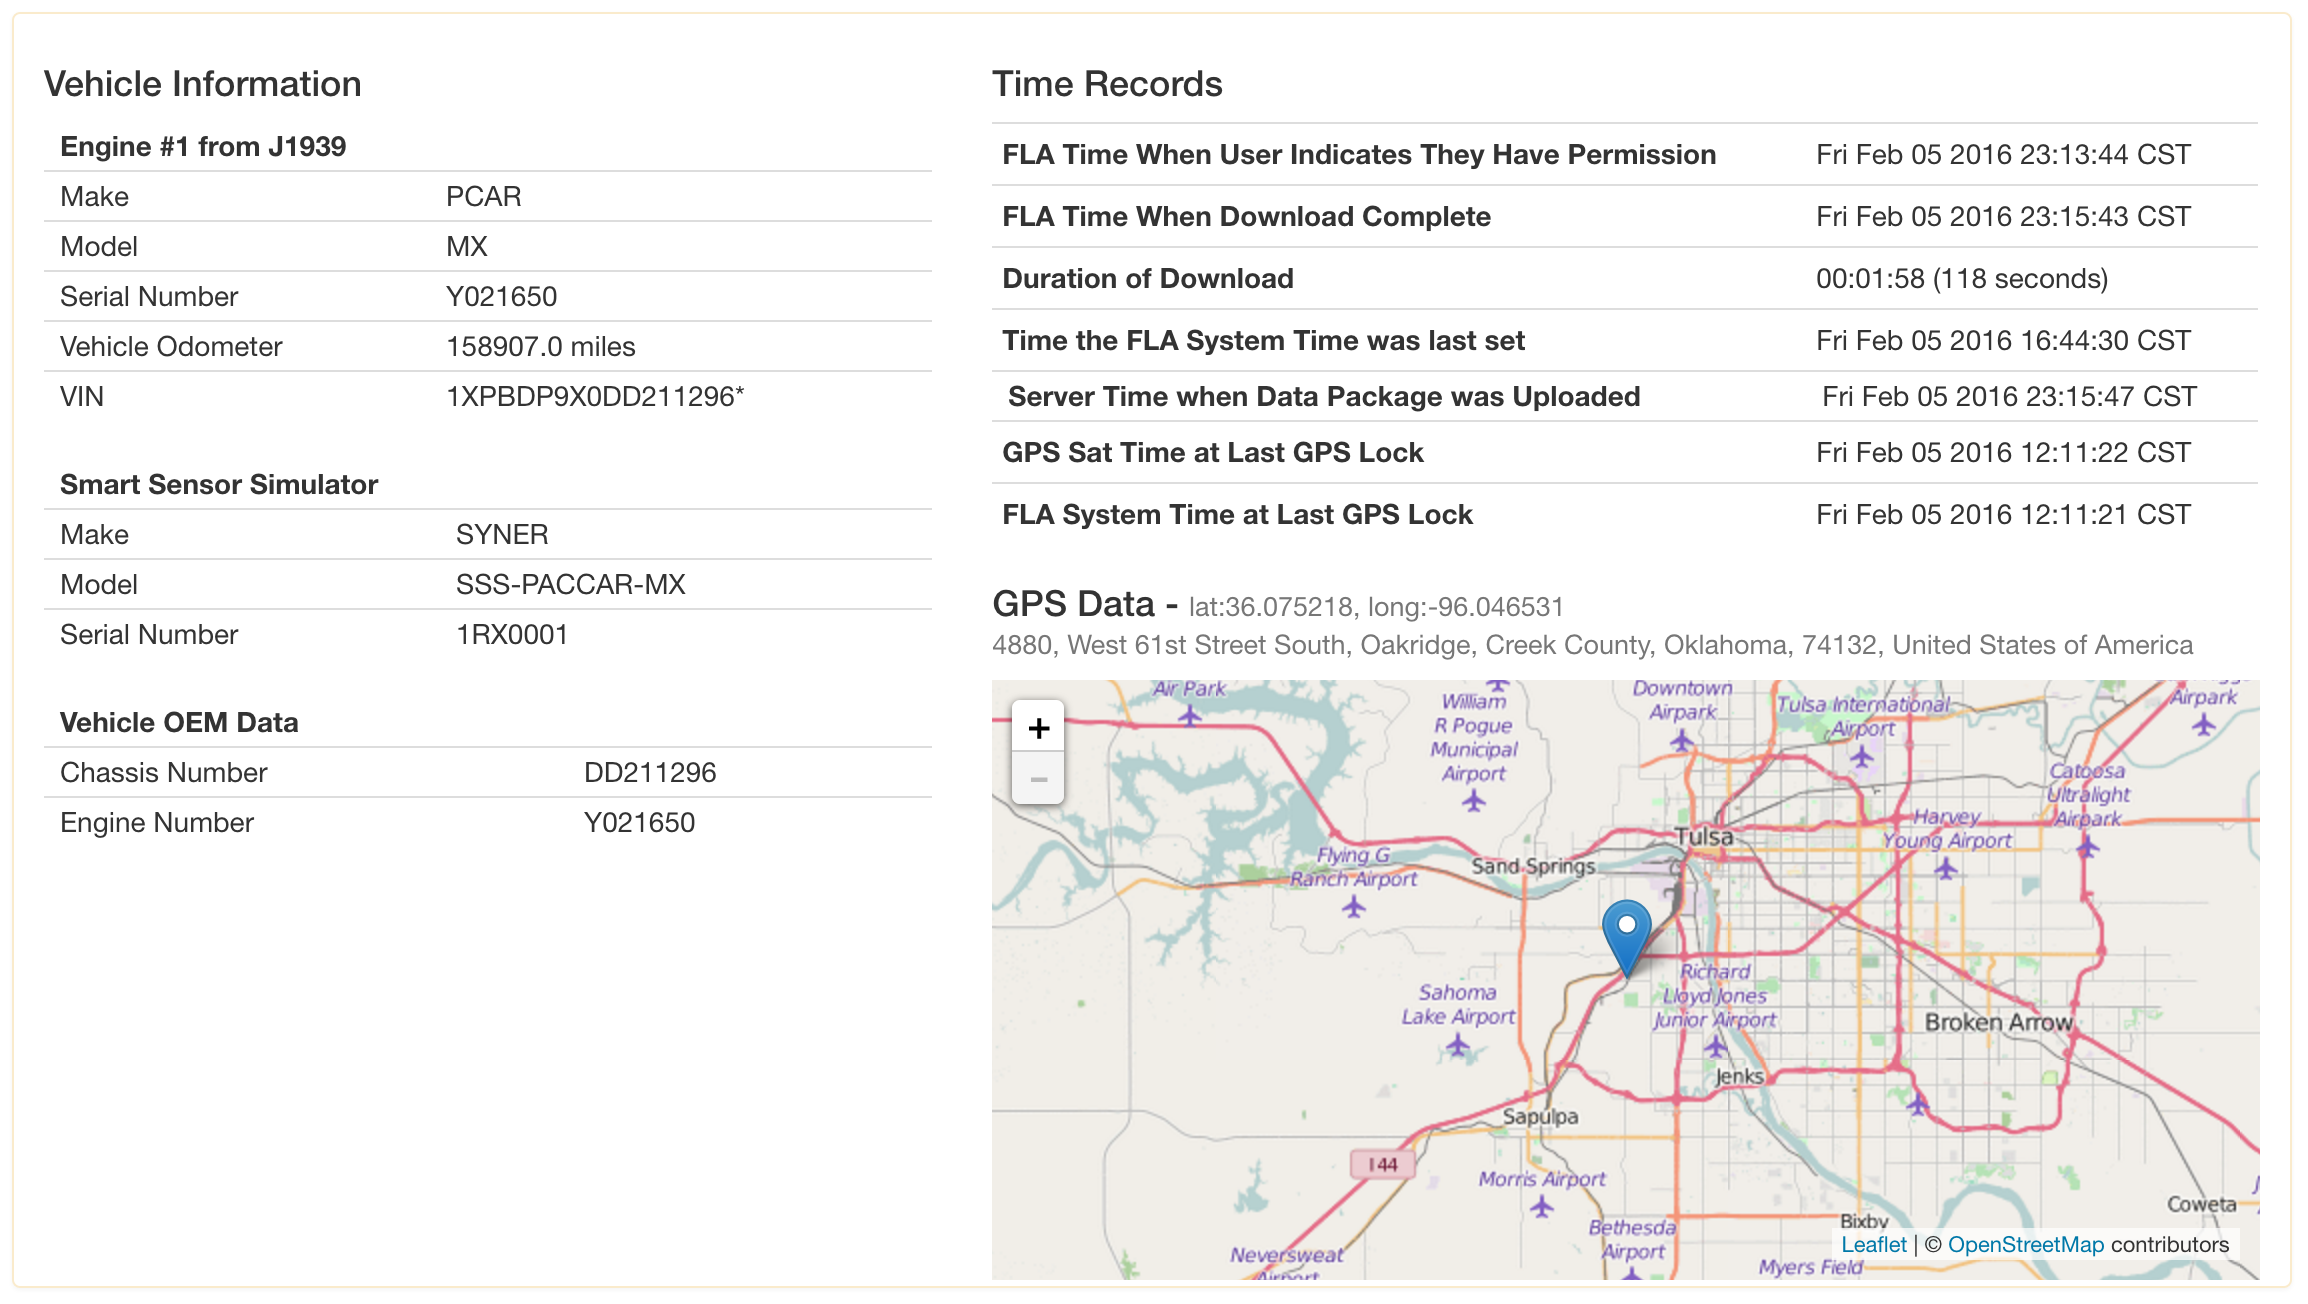 Vehicle Information
Engine #1 from J1939
Make PCAR
Model MX
Serial Number Y021650
Vehicle Odometer 158907.0 miles
VIN 1XPBDP9X0DD211296*
Smart Sensor Simulator
Make SYNER
Model SSS-PACCAR-MX
Serial Number 1RX0001
Vehicle OEM Data
Chassis Number DD211296
Engine Number Y021650
Time Records
FLA Time When User Indicates They Have Permission Fri Feb 05 2016 23:13:44 CST
FLA Time When Download Complete Fri Feb 05 2016 23:15:43 CST
Duration of Download 00:01:58 (118 seconds)
Time the FLA System Time was last set Fri Feb 05 2016 16:44:30 CST
Server Time when Data Package was Uploaded Fri Feb 05 2016 23:15:47 CST
GPS Sat Time at Last GPS Lock Fri Feb 05 2016 12:11:22 CST
FLA System Time at Last GPS Lock Fri Feb 05 2016 12:11:21 CST
GPS Data - lat:36.075218, long:-96.046531
4880, West 61st Street South, Oakridge, Creek County, Oklahoma, 74132, United States of America
+
−
Air Park
William
R Pogue
Municipal
Airport
Downtown
Airpark
Tulsa International
Airport
Airpark
Catoosa
Ultralight
Airpark
Harvey
Young Airport
Tulsa
Sand Springs
Flying G
Ranch Airport
Richard
Lloyd Jones
Junior Airport
Sahoma
Lake Airport
Broken Arrow
Jenks
Sapulpa
I 44
Morris Airport
Coweta
Bixby
Bethesda
Airport
Neversweat
Airport
Myers Field
Leaflet | © OpenStreetMap contributors